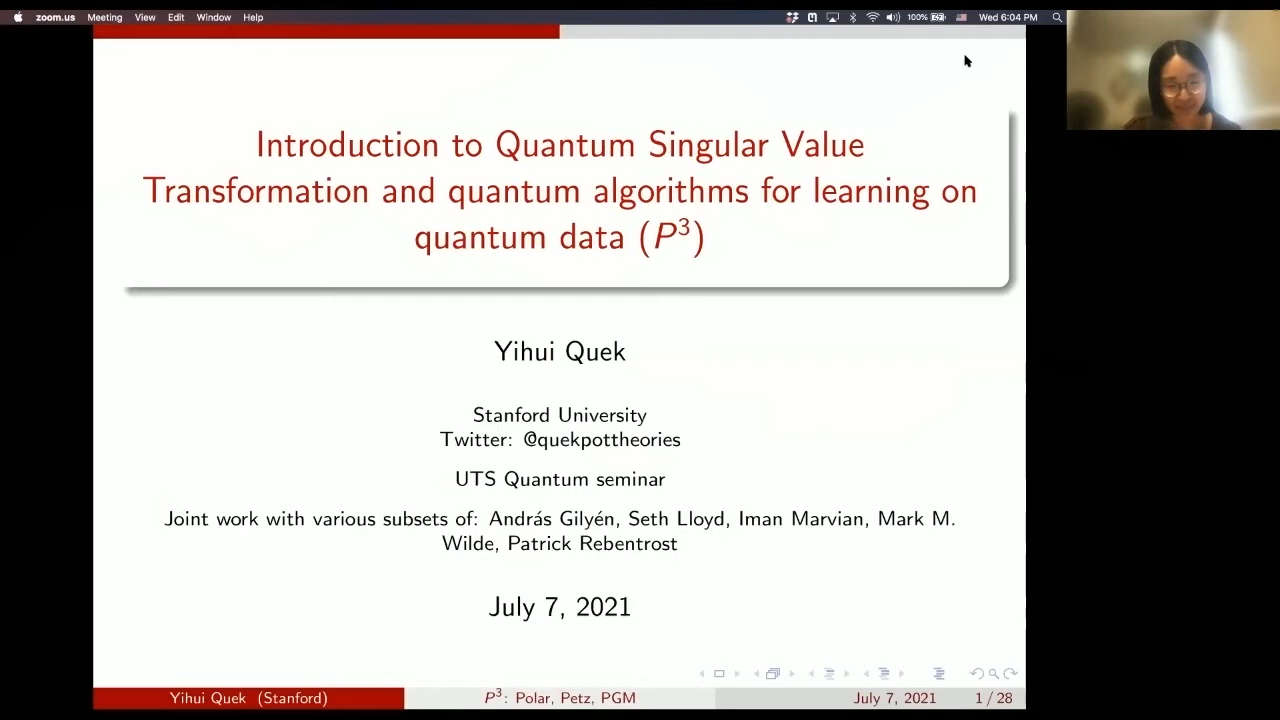 zoom.us Meeting View Edit Window Help 100% Wed 6:04 PM
Introduction to Quantum Singular Value
Transformation and quantum algorithms for learning on
quantum data (P³)
Yihui Quek
Stanford University
Twitter: @quekpottheories
UTS Quantum seminar
Joint work with various subsets of: András Gilyén, Seth Lloyd, Iman Marvian, Mark M.
Wilde, Patrick Rebentrost
July 7, 2021
Yihui Quek (Stanford) P³: Polar, Petz, PGM July 7, 2021 1 / 28